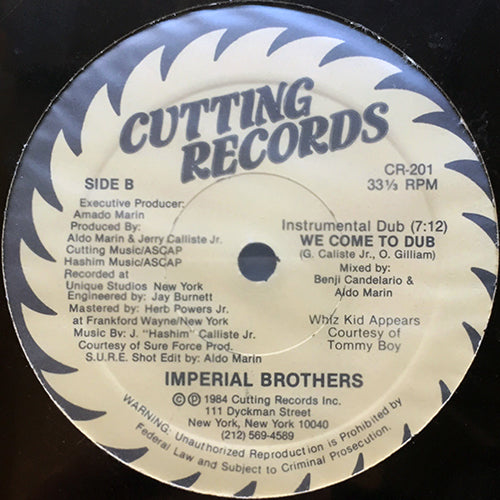 CUTTING
RECORDS
SIDE B
CR-201
33⅓ RPM
Executive Producer:
Amado Marin
Produced By:
Aldo Marin & Jerry Calliste Jr.
Cutting Music/ASCAP
Hashim Music/ASCAP
Recorded at
Unique Studios New York
Engineered by: Jay Burnett
Mastered by: Herb Powers Jr.
at Frankford Wayne/New York
Music By: J. "Hashim" Calliste Jr.
Courtesy of Sure Force Prod.
S.U.R.E. Shot Edit by: Aldo Marin
Instrumental Dub (7:12)
WE COME TO DUB
(G. Caliste Jr., O. Gilliam)
Mixed by:
Benji Candelario &
Aldo Marin
Whiz Kid Appears
Courtesy of
Tommy Boy
IMPERIAL BROTHERS
©℗ 1984 Cutting Records Inc.
111 Dyckman Street
New York, New York 10040
(212) 569-4589
WARNING: Unauthorized Reproduction is Prohibited by
Federal Law and Subject to Criminal Prosecution.